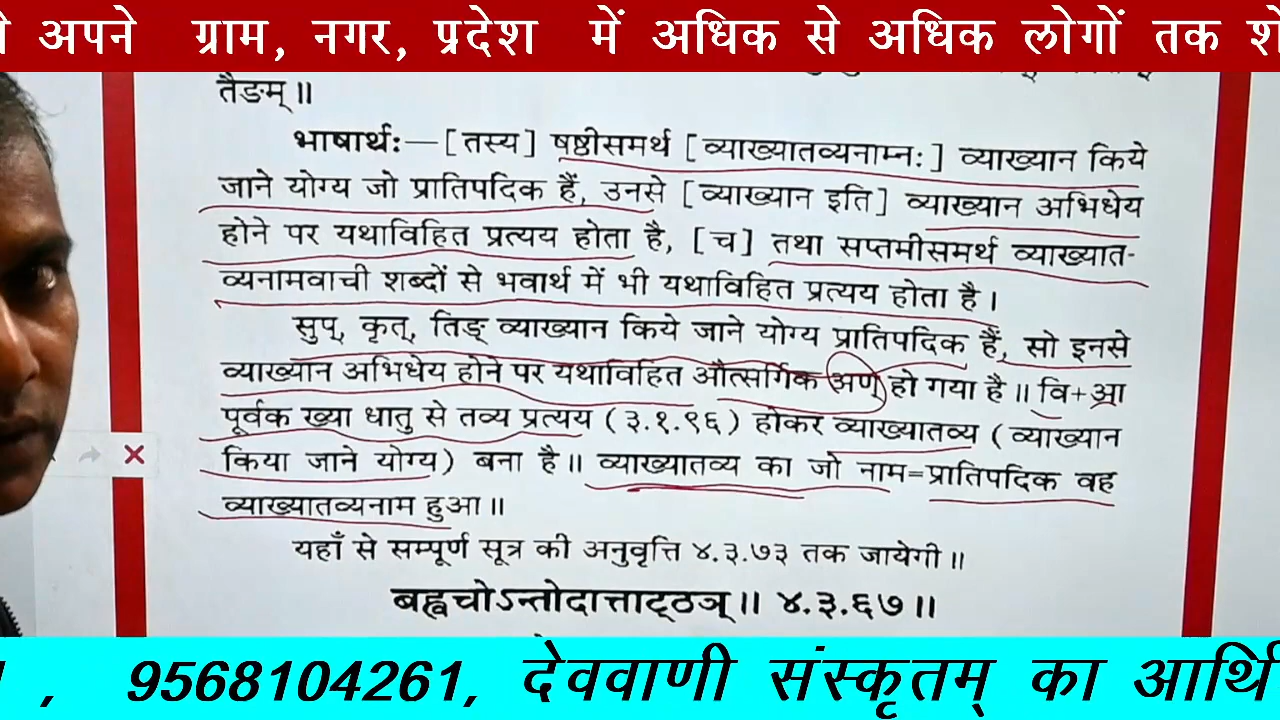 अपने ग्राम, नगर, प्रदेश में अधिक से अधिक लोगों तक
तैङम् ॥
भाषार्थः—[तस्य] षष्ठीसमर्थ [व्याख्यातव्यनाम्नः] व्याख्यान किये
जाने योग्य जो प्रातिपदिक हैं, उनसे [व्याख्यान इति] व्याख्यान अभिधेय
होने पर यथाविहित प्रत्यय होता है, [च] तथा सप्तमीसमर्थ व्याख्यात-
व्यनामवाची शब्दों से भवार्थ में भी यथाविहित प्रत्यय होता है।
सुप्, कृत्, तिङ् व्याख्यान किये जाने योग्य प्रातिपदिक हैं, सो इनसे
व्याख्यान अभिधेय होने पर यथाविहित औत्सर्गिक अण् हो गया है॥ वि+आ
पूर्वक ख्या धातु से तव्य प्रत्यय (३.१.९६) होकर व्याख्यातव्य (व्याख्यान
किया जाने योग्य) बना है॥ व्याख्यातव्य का जो नाम=प्रातिपदिक वह
व्याख्यातव्यनाम हुआ॥
यहाँ से सम्पूर्ण सूत्र की अनुवृत्ति ४.३.७३ तक जायेगी॥
बह्वचोऽन्तोदात्ताट्ठञ्॥ ४.३.६७॥
, 9568104261, देववाणी संस्कृतम् का